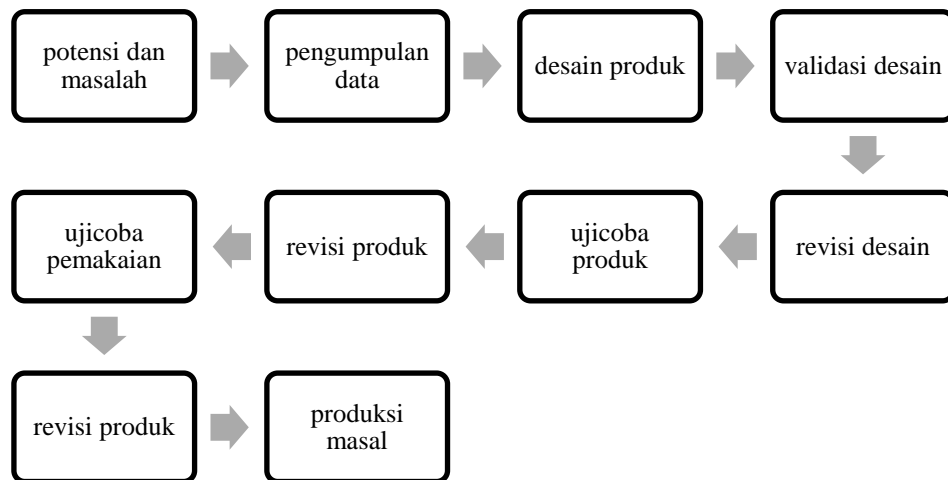 potensi dan
masalah
pengumpulan
data
desain produk
validasi desain
revisi desain
ujicoba
produk
revisi produk
ujicoba
pemakaian
revisi produk
produksi
masal